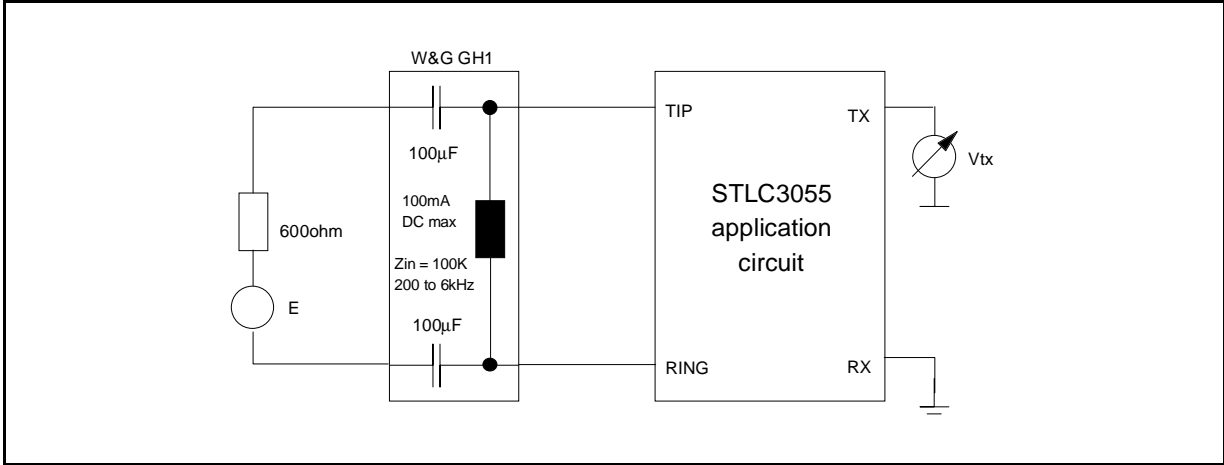 W&G GH1
100μF
100mA
DC max
Zin = 100K
200 to 6kHz
100μF
600ohm
E
TIP
RING
STLC3055
application
circuit
TX
RX
Vtx